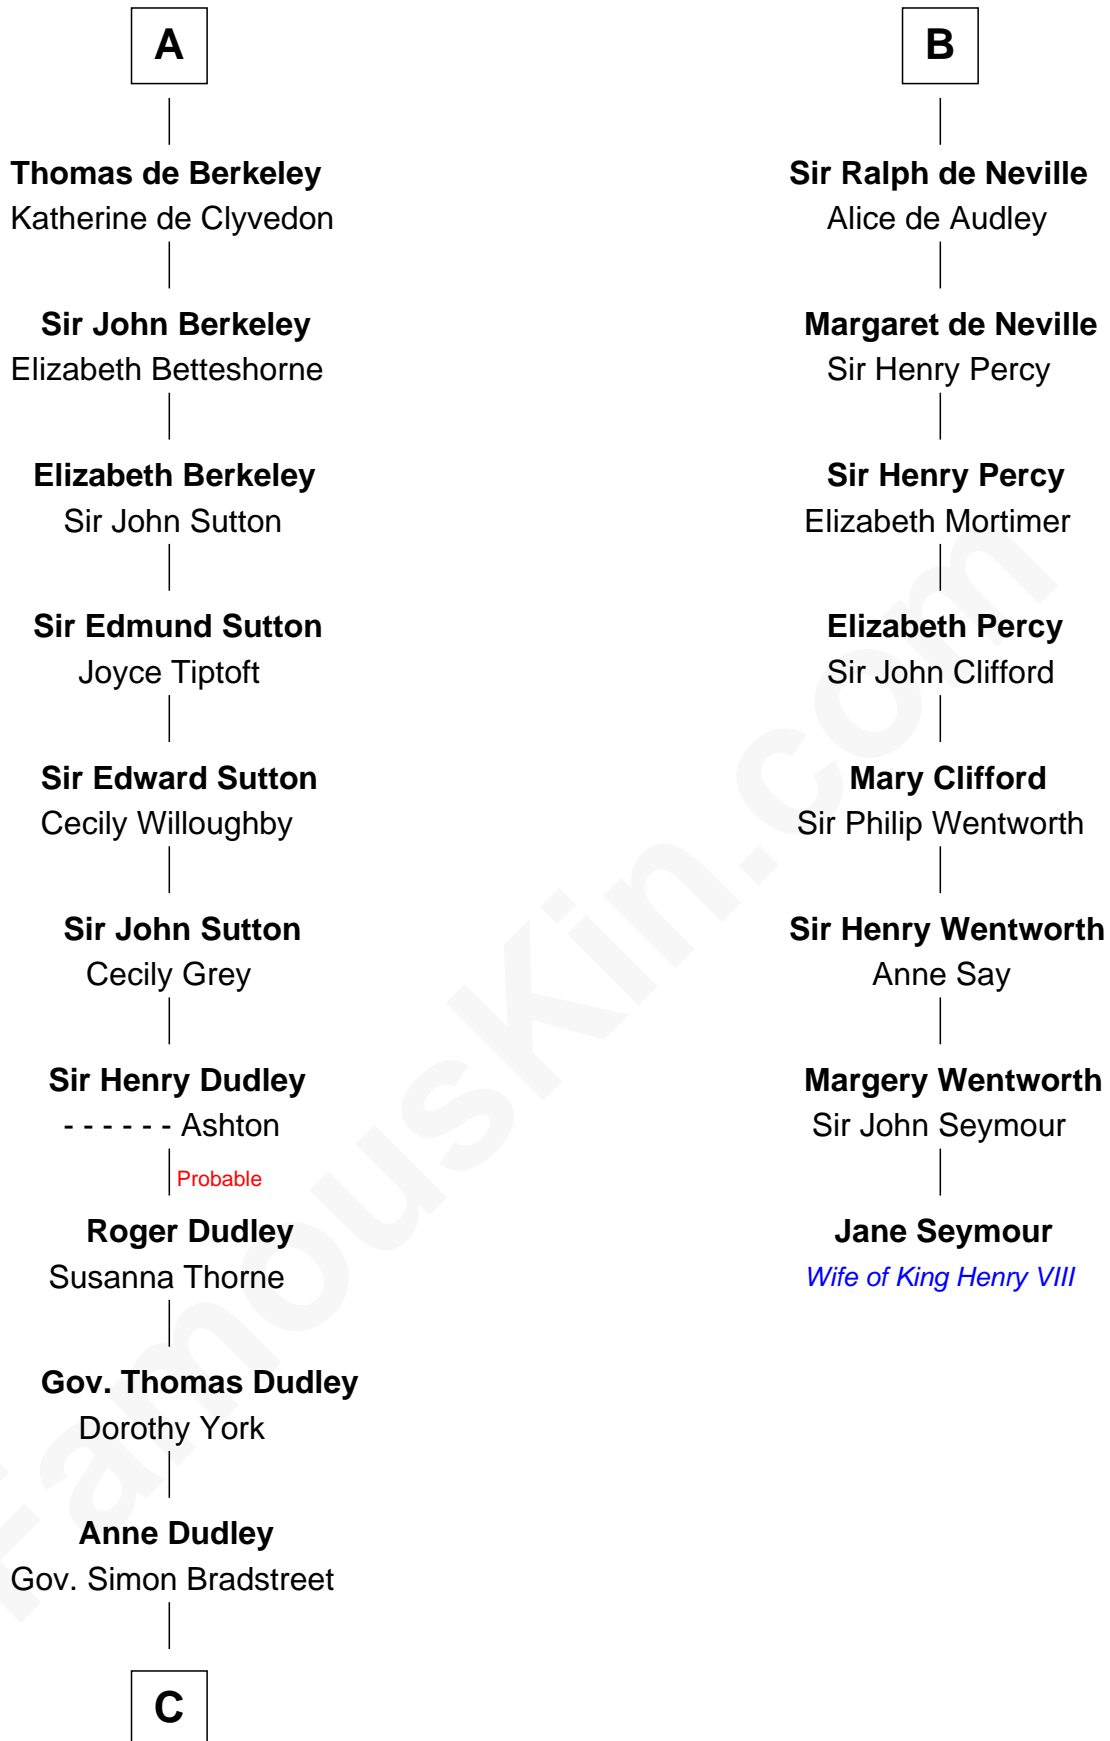 A
Thomas de Berkeley
Katherine de Clyvedon
Sir John Berkeley
Elizabeth Betteshorne
Elizabeth Berkeley
Sir John Sutton
Sir Edmund Sutton
Joyce Tiptoft
Sir Edward Sutton
Cecily Willoughby
Sir John Sutton
Cecily Grey
Sir Henry Dudley
- - - - - - Ashton
Probable
Roger Dudley
Susanna Thorne
Gov. Thomas Dudley
Dorothy York
Anne Dudley
Gov. Simon Bradstreet
C
B
Sir Ralph de Neville
Alice de Audley
Margaret de Neville
Sir Henry Percy
Sir Henry Percy
Elizabeth Mortimer
Elizabeth Percy
Sir John Clifford
Mary Clifford
Sir Philip Wentworth
Sir Henry Wentworth
Anne Say
Margery Wentworth
Sir John Seymour
Jane Seymour
Wife of King Henry VIII
FamousKin.com